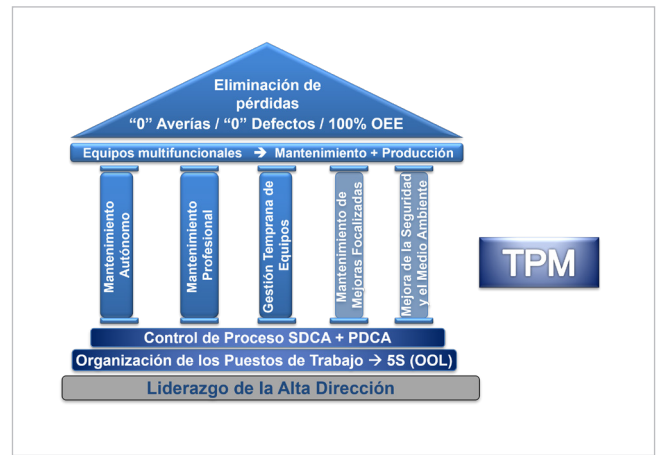 Eliminación de
pérdidas
“0” Averías / “0” Defectos / 100% OEE
Equipos multifuncionales → Mantenimiento + Producción
Mantenimiento
Autónomo
Mantenimiento
Profesional
Gestión Temprana de
Equipos
Mantenimiento de
Mejoras Focalizadas
Mejora de la Seguridad
y el Medio Ambiente
TPM
Control de Proceso SDCA + PDCA
Organización de los Puestos de Trabajo → 5S (OOL)
Liderazgo de la Alta Dirección